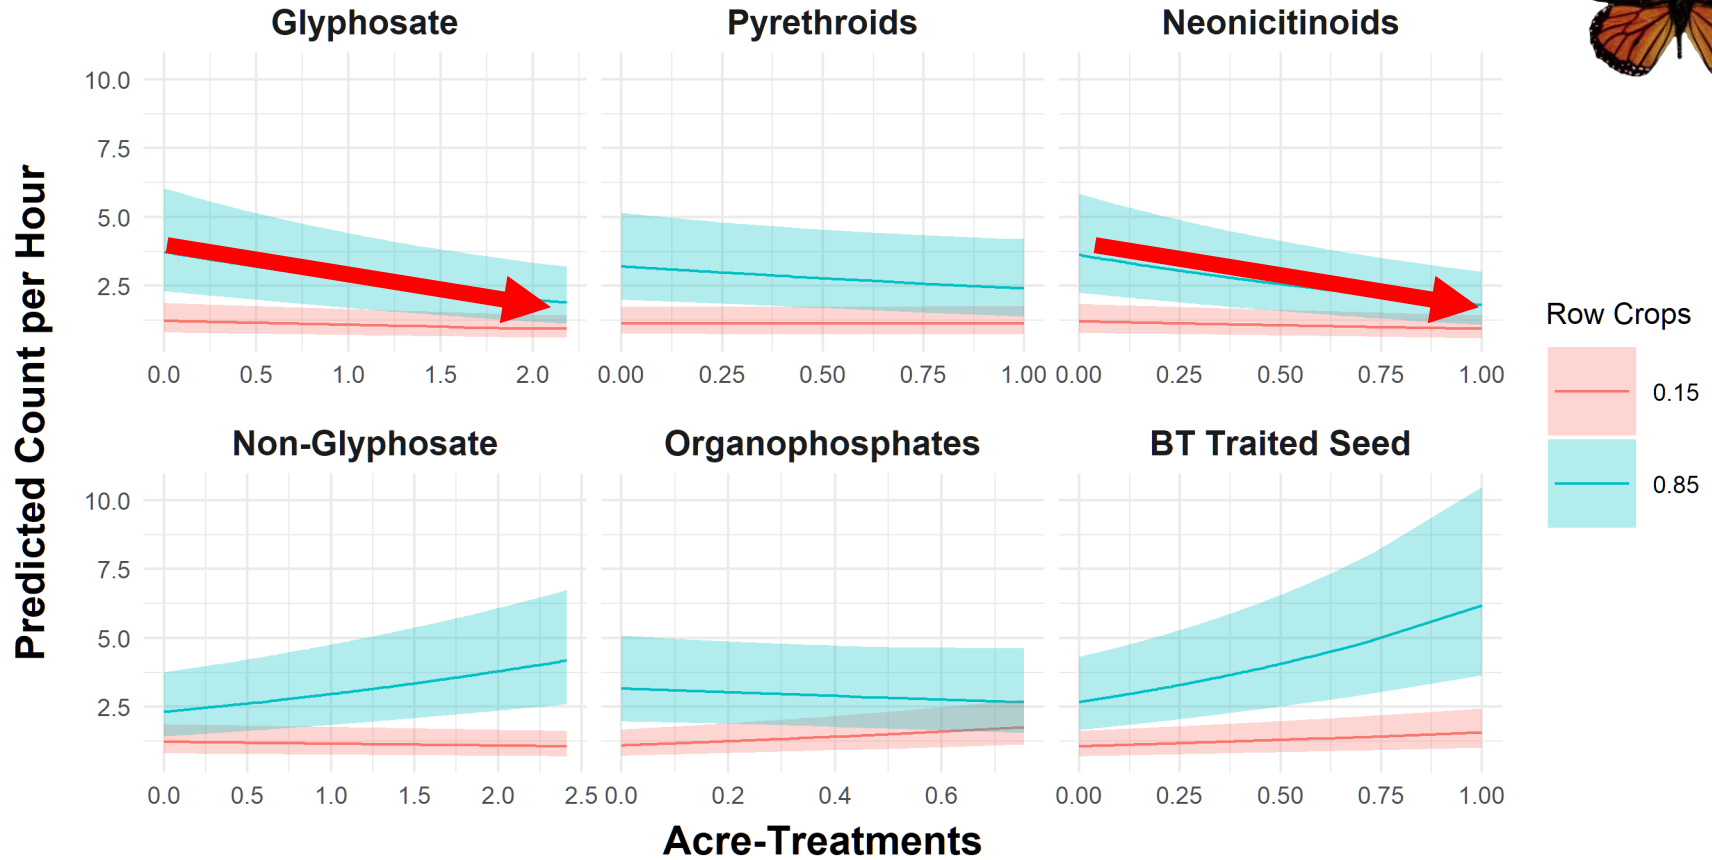 Glyphosate Pyrethroids Neonicitinoids
10.0
7.5
5.0
2.5
0.0 0.5 1.0 1.5 2.0 0.00 0.25 0.50 0.75 1.00 0.00 0.25 0.50 0.75 1.00
Non-Glyphosate Organophosphates BT Traited Seed
10.0
7.5
5.0
2.5
0.0 0.5 1.0 1.5 2.0 2.5 0.0 0.2 0.4 0.6 0.00 0.25 0.50 0.75 1.00
Predicted Count per Hour
Acre-Treatments
Row Crops
0.15
0.85